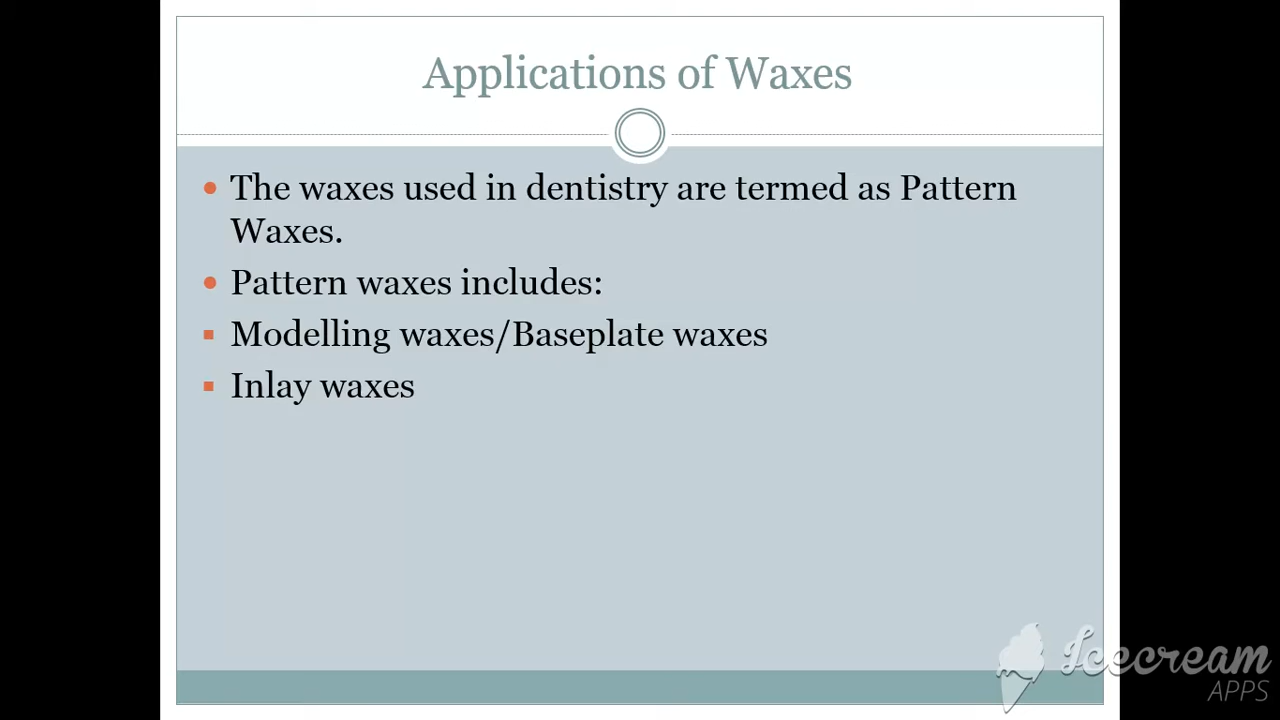 Applications of Waxes
The waxes used in dentistry are termed as Pattern
Waxes.
Pattern waxes includes:
Modelling waxes/Baseplate waxes
Inlay waxes
Icecream
APPS